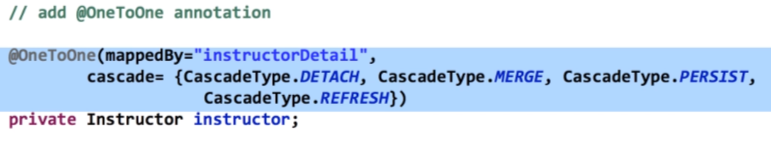 // add @OneToOne annotation
@OneToOne(mappedBy="instructorDetail",
cascade= {CascadeType.DETACH, CascadeType.MERGE, CascadeType.PERSIST,
CascadeType.REFRESH})
private Instructor instructor;